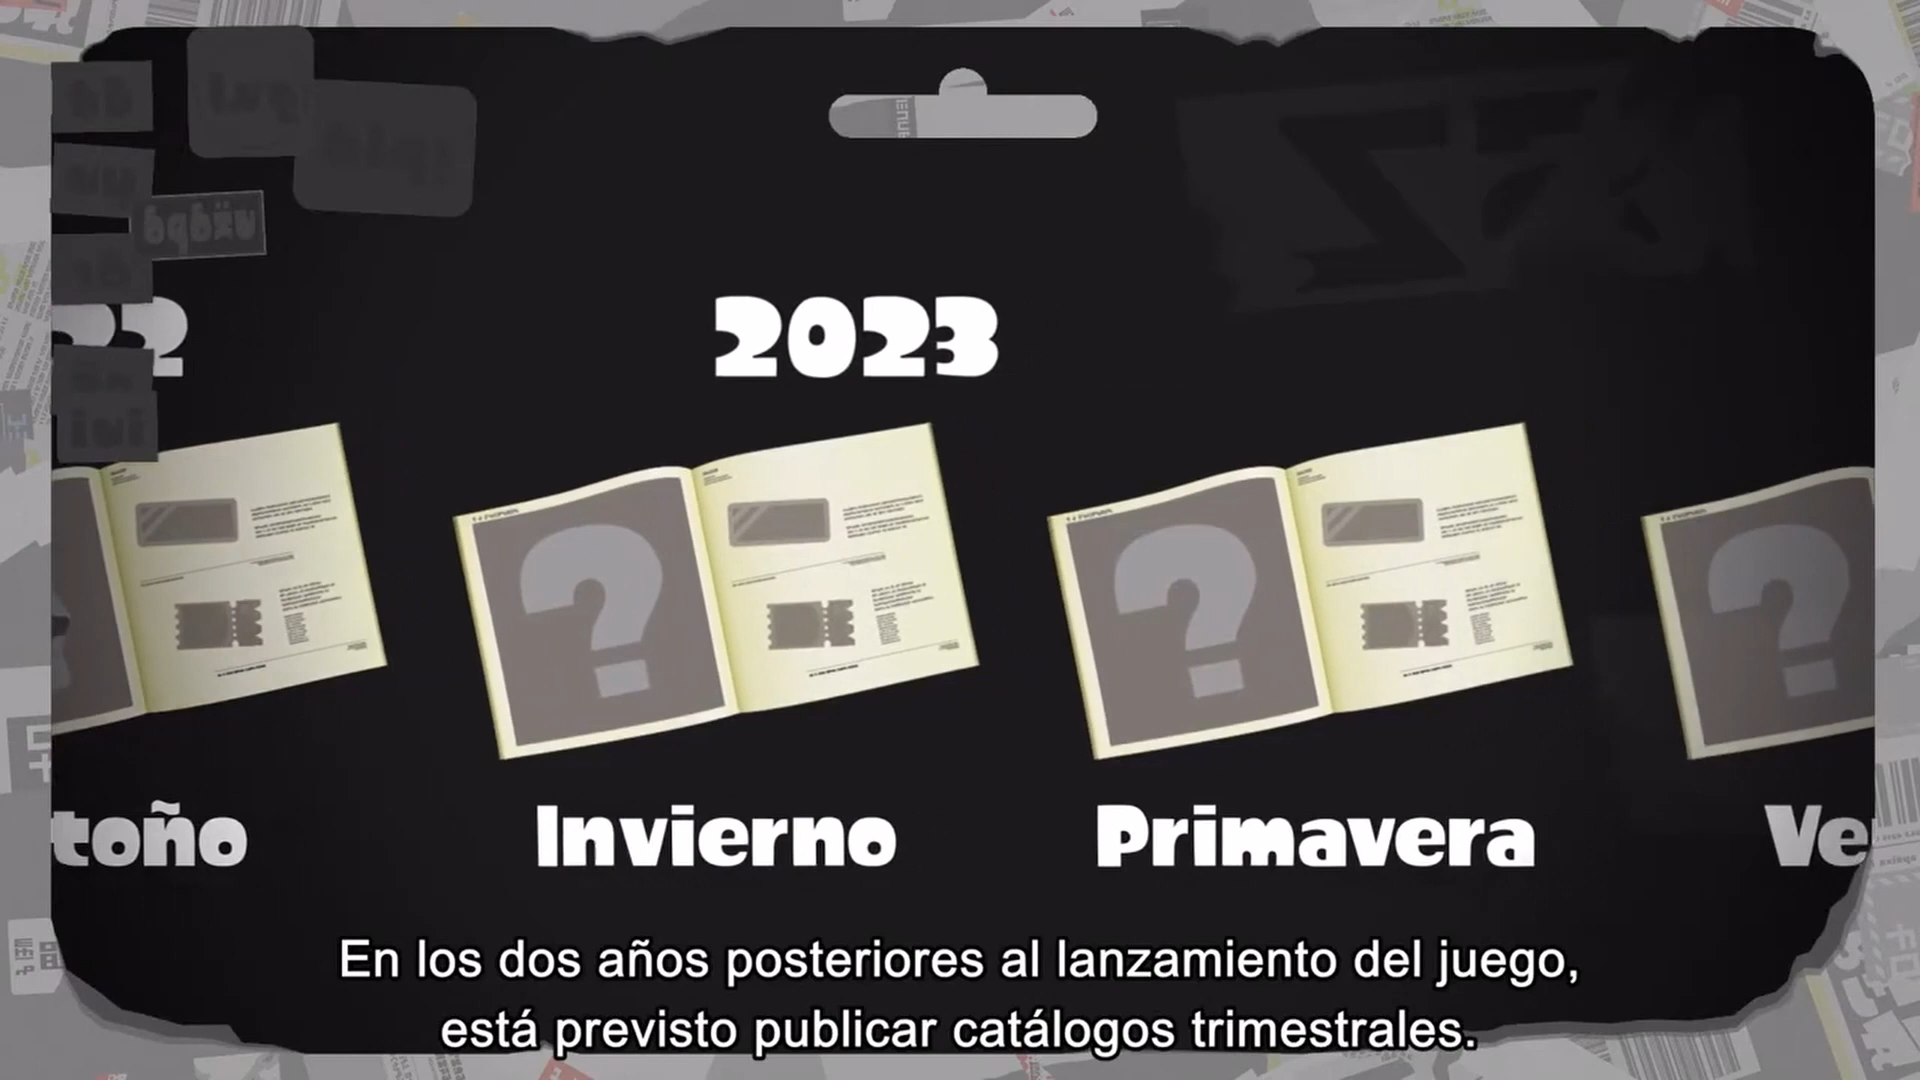 22
2023
toño
Invierno
Primavera
Ve
En los dos años posteriores al lanzamiento del juego,
está previsto publicar catálogos trimestrales.